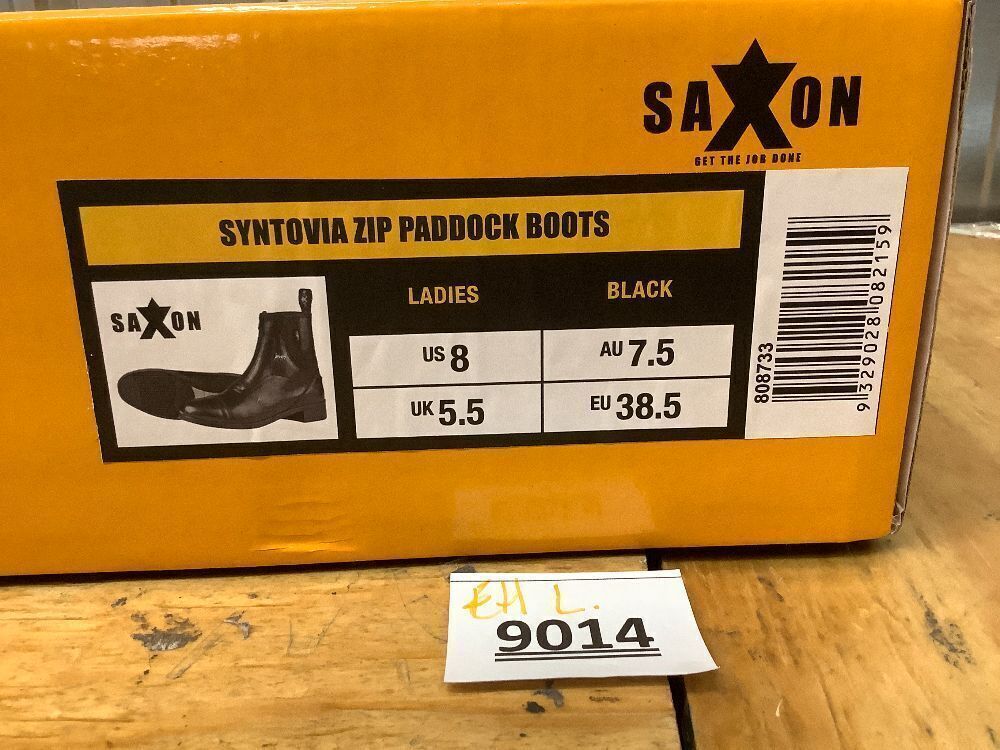 SAXON
GET THE JOB DONE
SYNTOVIA ZIP PADDOCK BOOTS
SAXON
LADIES BLACK
US 8 AU 7.5
UK 5.5 EU 38.5
808733
9 329028 082159
EH L.
9014